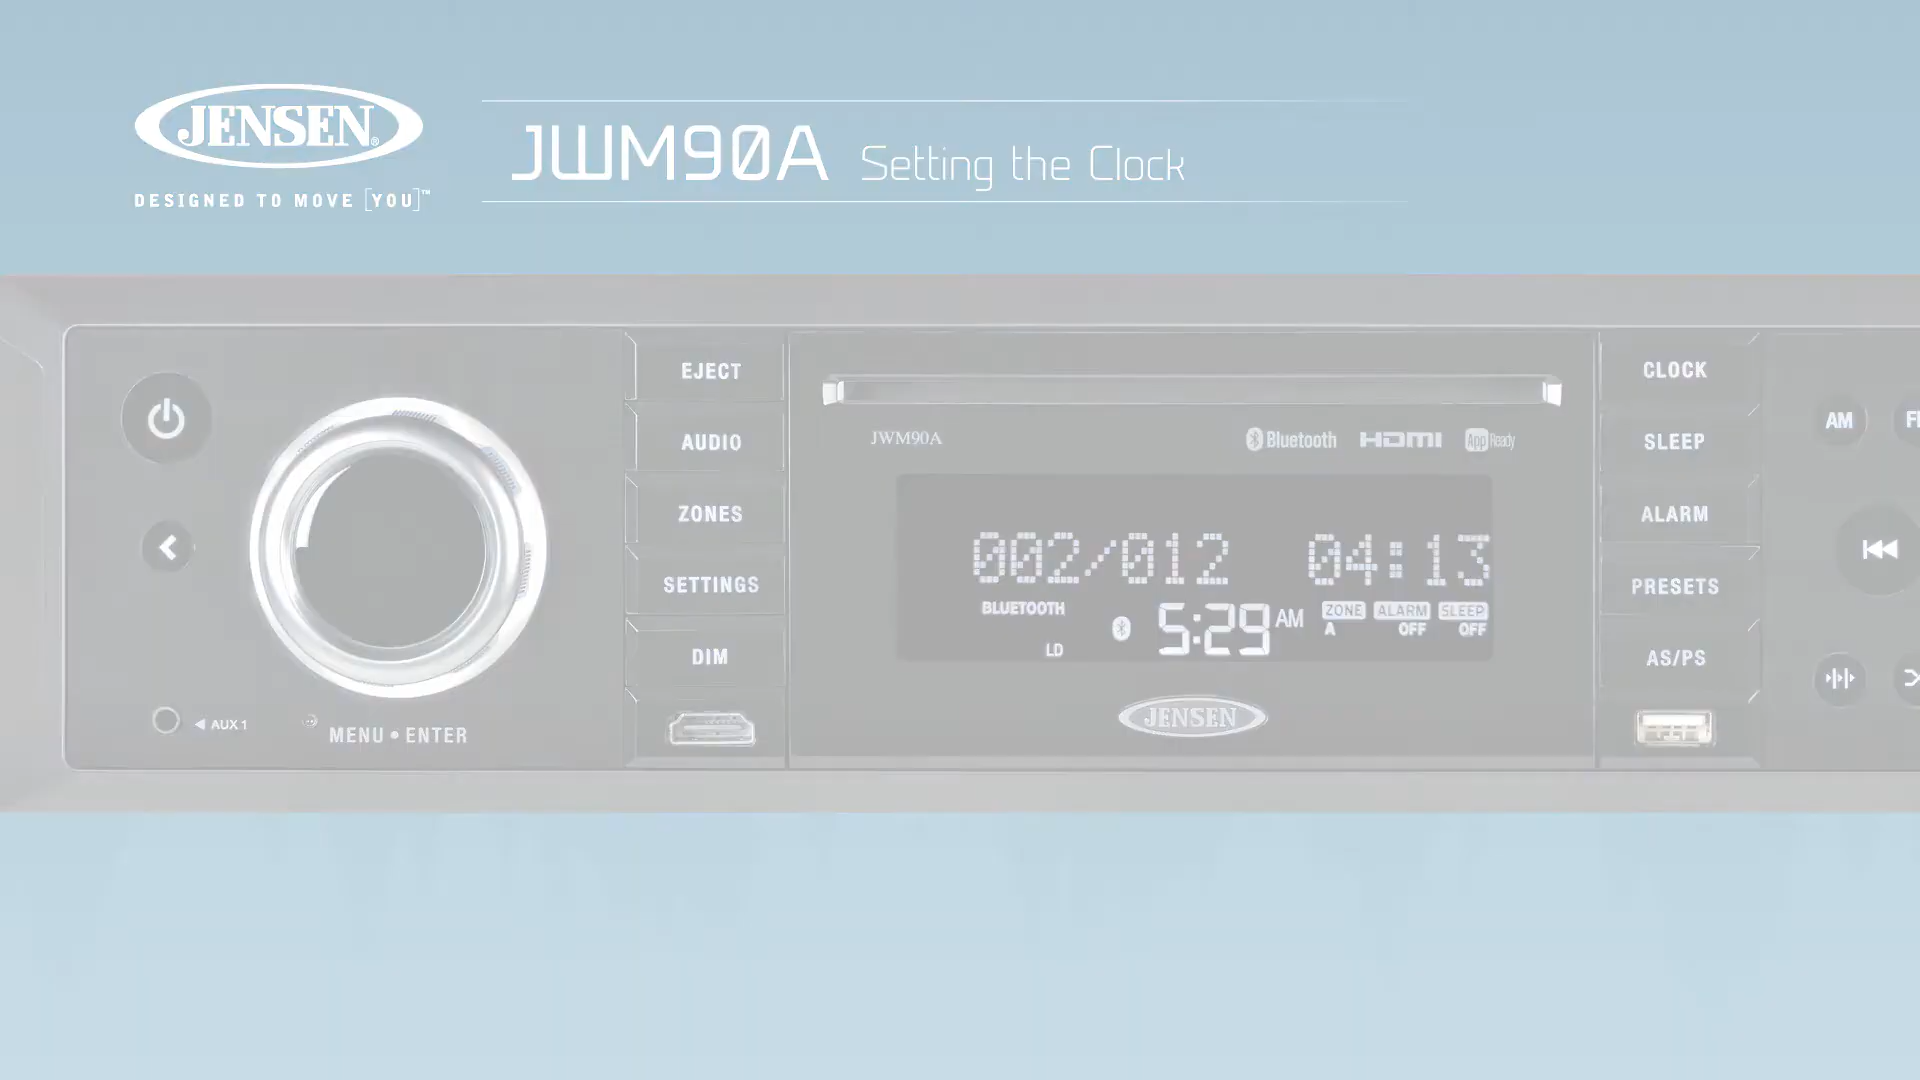 JENSEN®
DESIGNED TO MOVE [YOU]™
JWM90A Setting the Clock
EJECT
AUDIO
ZONES
SETTINGS
DIM
AUX 1
MENU • ENTER
JWM90A
Bluetooth HDMI App Ready
002/012 04:13
BLUETOOTH
LD
5:29 AM
ZONE ALARM SLEEP
A OFF OFF
JENSEN
CLOCK
SLEEP
ALARM
PRESETS
AS/PS
AM